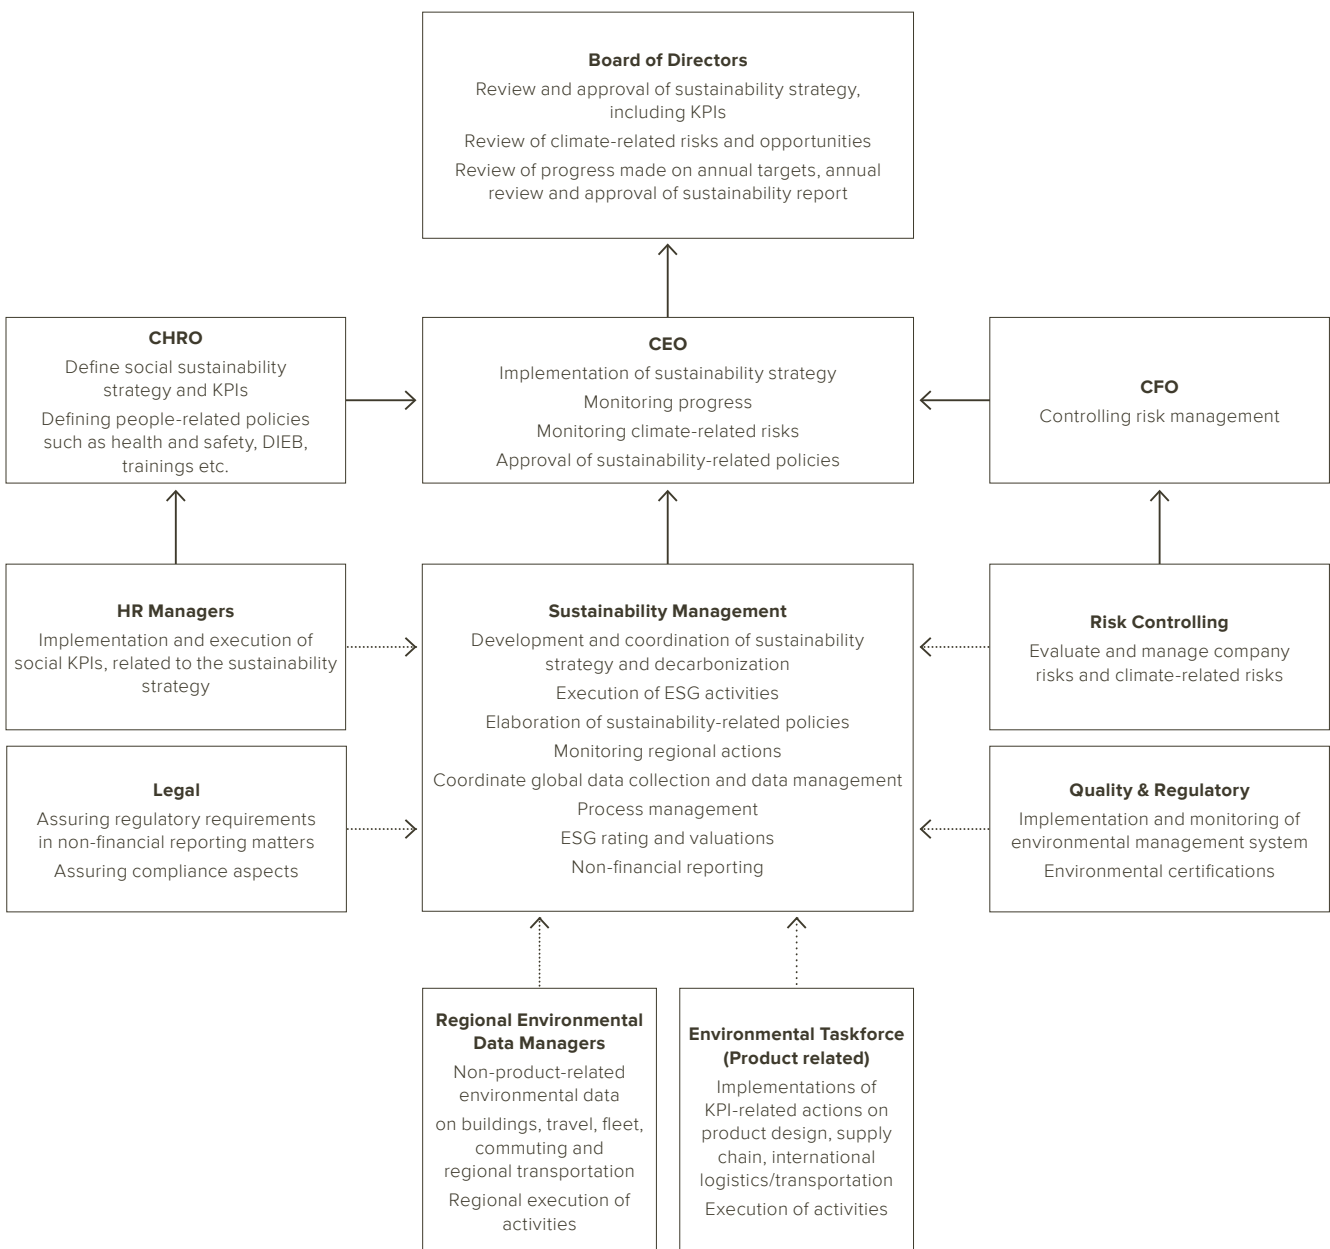 Board of Directors
Review and approval of sustainability strategy,
including KPIs
Review of climate-related risks and opportunities
Review of progress made on annual targets, annual
review and approval of sustainability report
CHRO
Define social sustainability
strategy and KPIs
Defining people-related policies
such as health and safety, DIEB,
trainings etc.
CEO
Implementation of sustainability strategy
Monitoring progress
Monitoring climate-related risks
Approval of sustainability-related policies
CFO
Controlling risk management
HR Managers
Implementation and execution of
social KPIs, related to the sustainability
strategy
Sustainability Management
Development and coordination of sustainability
strategy and decarbonization
Execution of ESG activities
Elaboration of sustainability-related policies
Monitoring regional actions
Coordinate global data collection and data management
Process management
ESG rating and valuations
Non-financial reporting
Risk Controlling
Evaluate and manage company
risks and climate-related risks
Legal
Assuring regulatory requirements
in non-financial reporting matters
Assuring compliance aspects
Quality & Regulatory
Implementation and monitoring of
environmental management system
Environmental certifications
Regional Environmental
Data Managers
Non-product-related
environmental data
on buildings, travel, fleet,
commuting and
regional transportation
Regional execution of
activities
Environmental Taskforce
(Product related)
Implementations of
KPI-related actions on
product design, supply
chain, international
logistics/transportation
Execution of activities